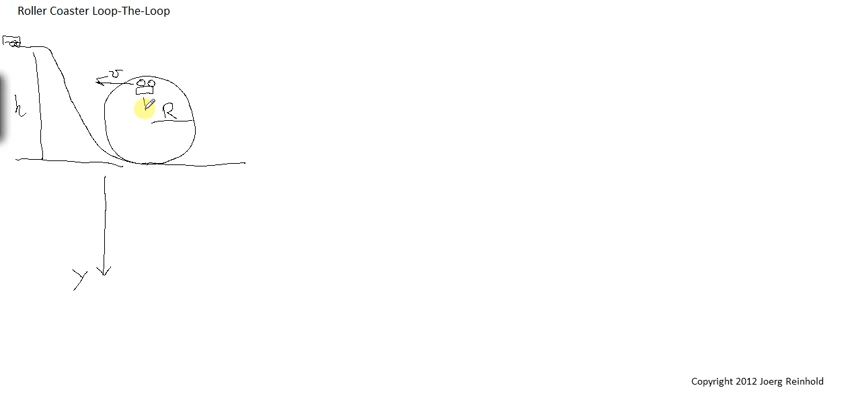 Roller Coaster Loop-The-Loop
v
h
R
y
Copyright 2012 Joerg Reinhold